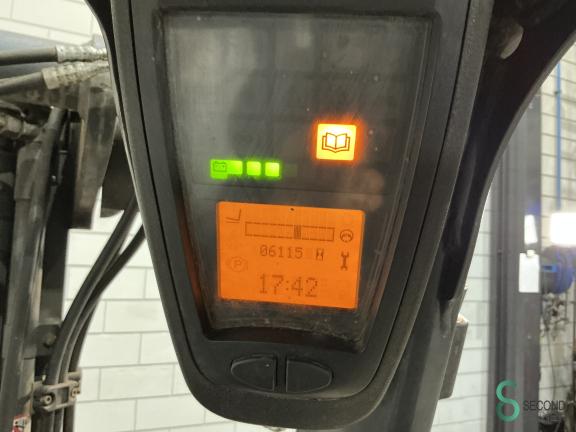 06115 H
P
17:42
SECOND